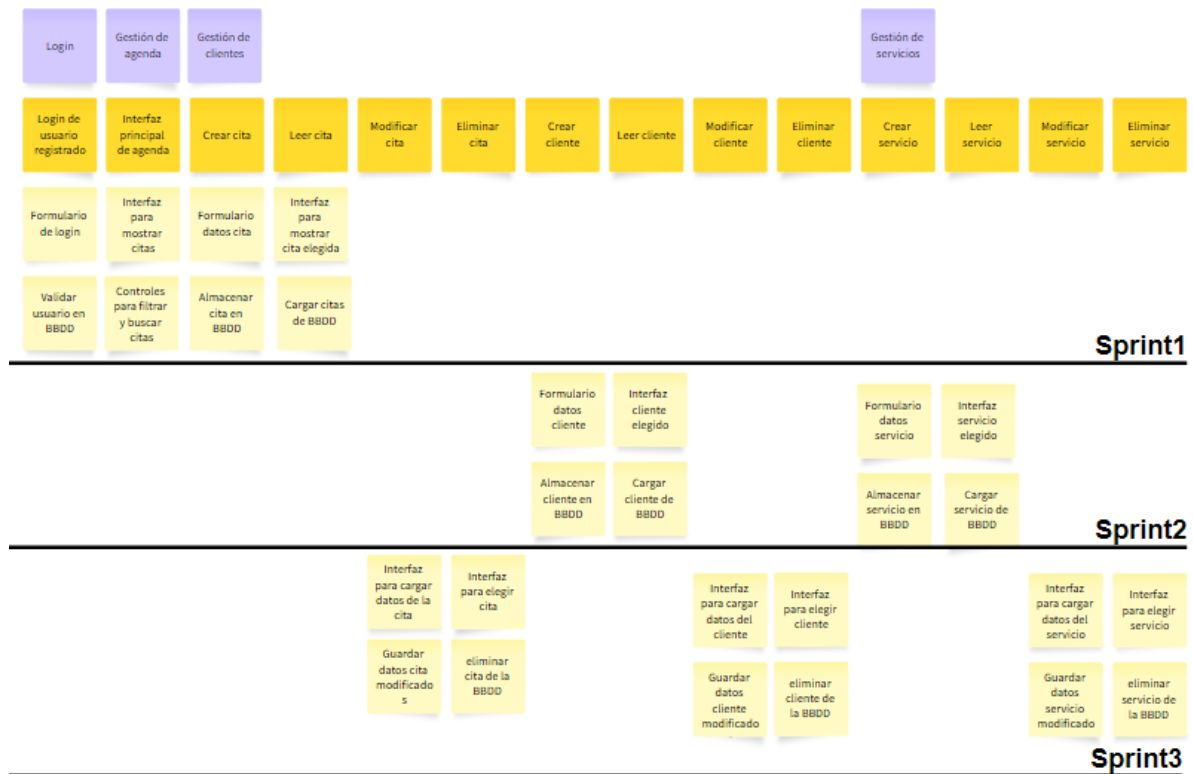 Login
Gestión de
agenda
Gestión de
clientes
Gestión de
servicios
Login de
usuario
registrado
Interfaz
principal
de agenda
Crear cita
Leer cita
Modificar
cita
Eliminar
cita
Crear
cliente
Leer cliente
Modificar
cliente
Eliminar
cliente
Crear
servicio
Leer
servicio
Modificar
servicio
Eliminar
servicio
Formulario
de login
Interfaz
para
mostrar
citas
Formulario
datos cita
Interfaz
para
mostrar
cita elegida
Validar
usuario en
BBDD
Controles
para filtrar
y buscar
citas
Almacenar
cita en
BBDD
Cargar citas
de BBDD
Sprint1
Formulario
datos
cliente
Interfaz
cliente
elegido
Formulario
datos
servicio
Interfaz
servicio
elegido
Almacenar
cliente en
BBDD
Cargar
cliente de
BBDD
Almacenar
servicio en
BBDD
Cargar
servicio de
BBDD
Sprint2
Interfaz
para cargar
datos de la
cita
Interfaz
para elegir
cita
Interfaz
para cargar
datos del
cliente
Interfaz
para elegir
cliente
Interfaz
para cargar
datos del
servicio
Interfaz
para elegir
servicio
Guardar
datos cita
modificado
s
eliminar
cita de la
BBDD
Guardar
datos
cliente
modificado
eliminar
cliente de
la BBDD
Guardar
datos
servicio
modificado
eliminar
servicio de
la BBDD
Sprint3